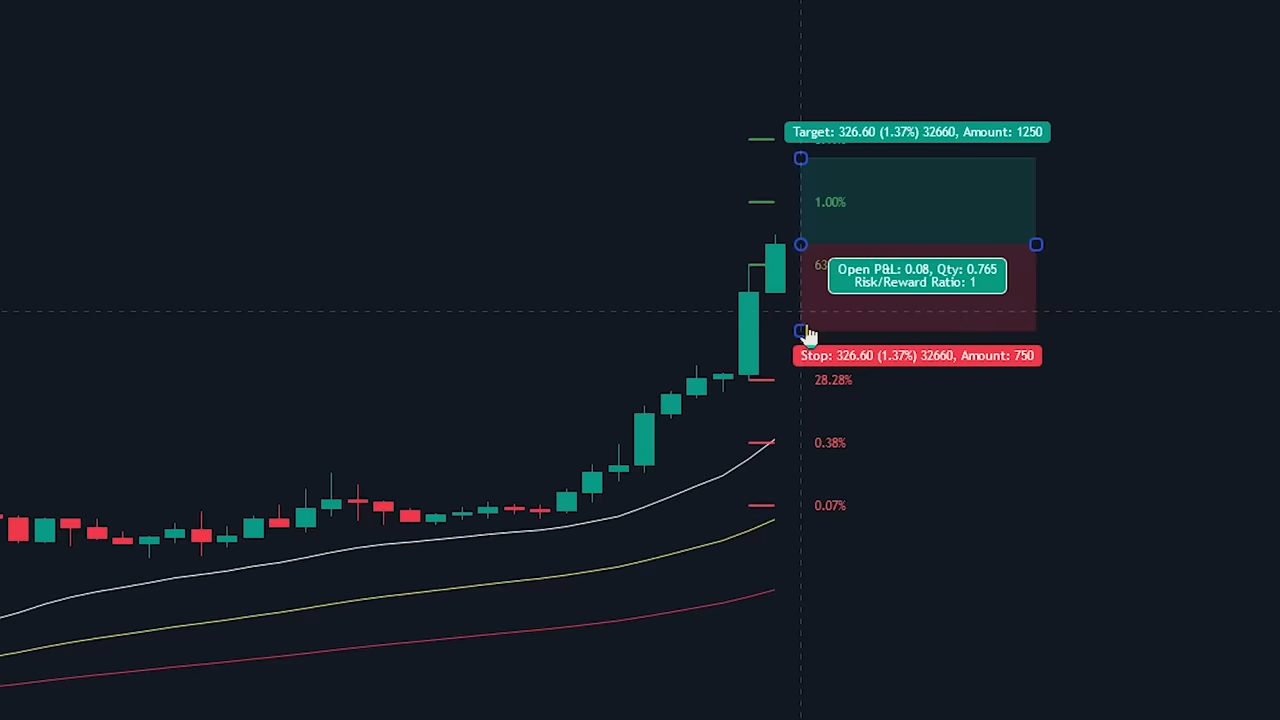 Target: 326.60 (1.37%) 32660, Amount: 1250
1.00%
63
Open P&L: 0.08, Qty: 0.765
Risk/Reward Ratio: 1
Stop: 326.60 (1.37%) 32660, Amount: 750
28.28%
0.38%
0.07%